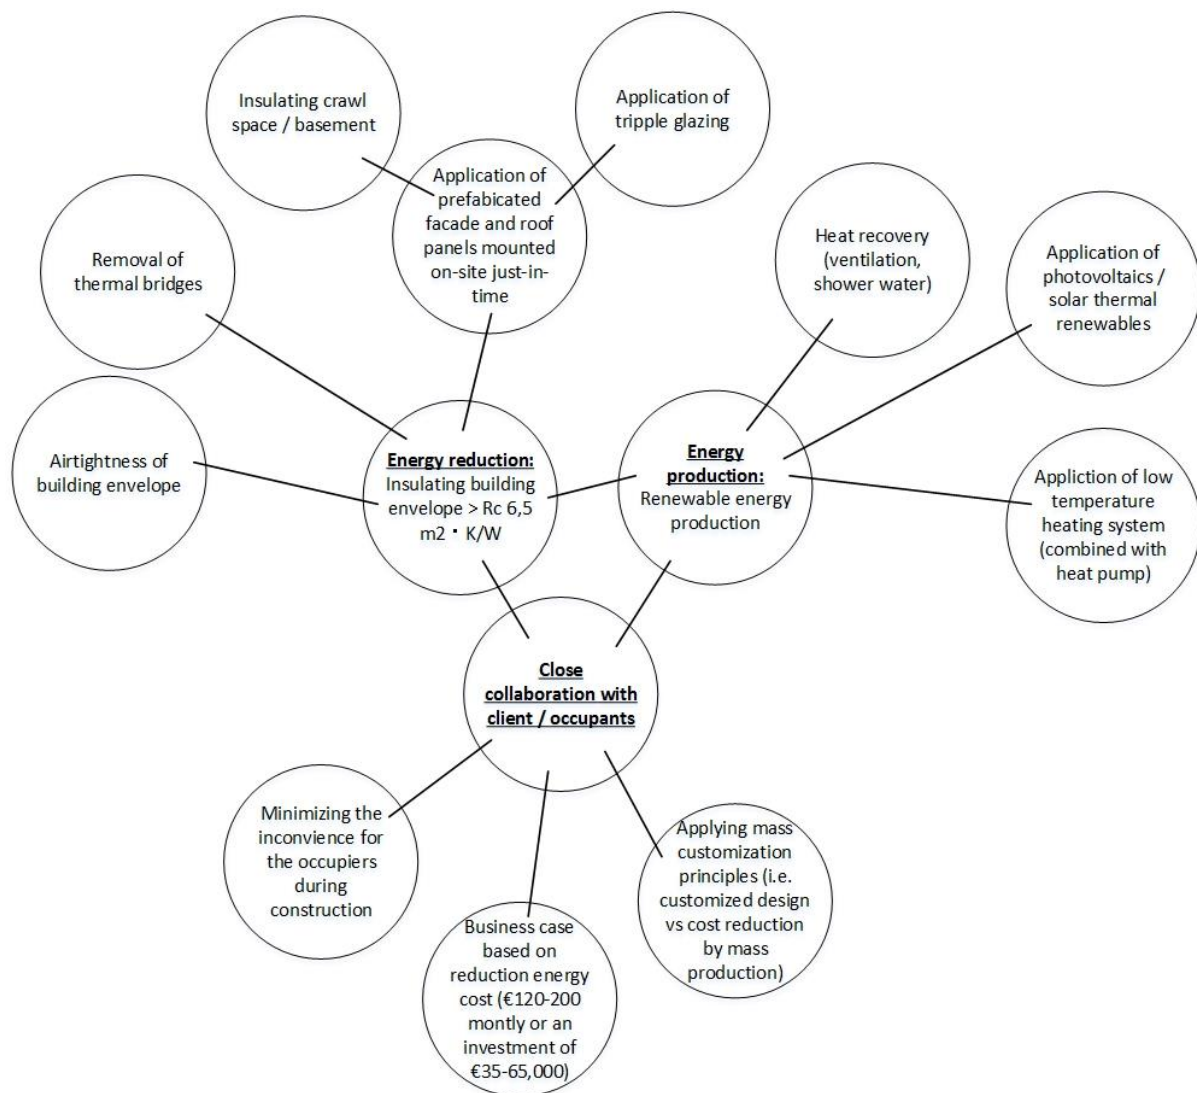 Insulating crawl
space / basement
Application of
tripple glazing
Application of
prefabicated
facade and roof
panels mounted
on-site just-in-
time
Removal of
thermal bridges
Heat recovery
(ventilation,
shower water)
Application of
photovoltaics /
solar thermal
renewables
Airtightness of
building envelope
Energy reduction:
Insulating building
envelope > Rc 6,5
m2 · K/W
Energy
production:
Renewable energy
production
Appliction of low
temperature
heating system
(combined with
heat pump)
Close
collaboration with
client / occupants
Minimizing the
inconvience for
the occupiers
during
construction
Business case
based on
reduction energy
cost (€120-200
montly or an
investment of
€35-65,000)
Applying mass
customization
principles (i.e.
customized design
vs cost reduction
by mass
production)